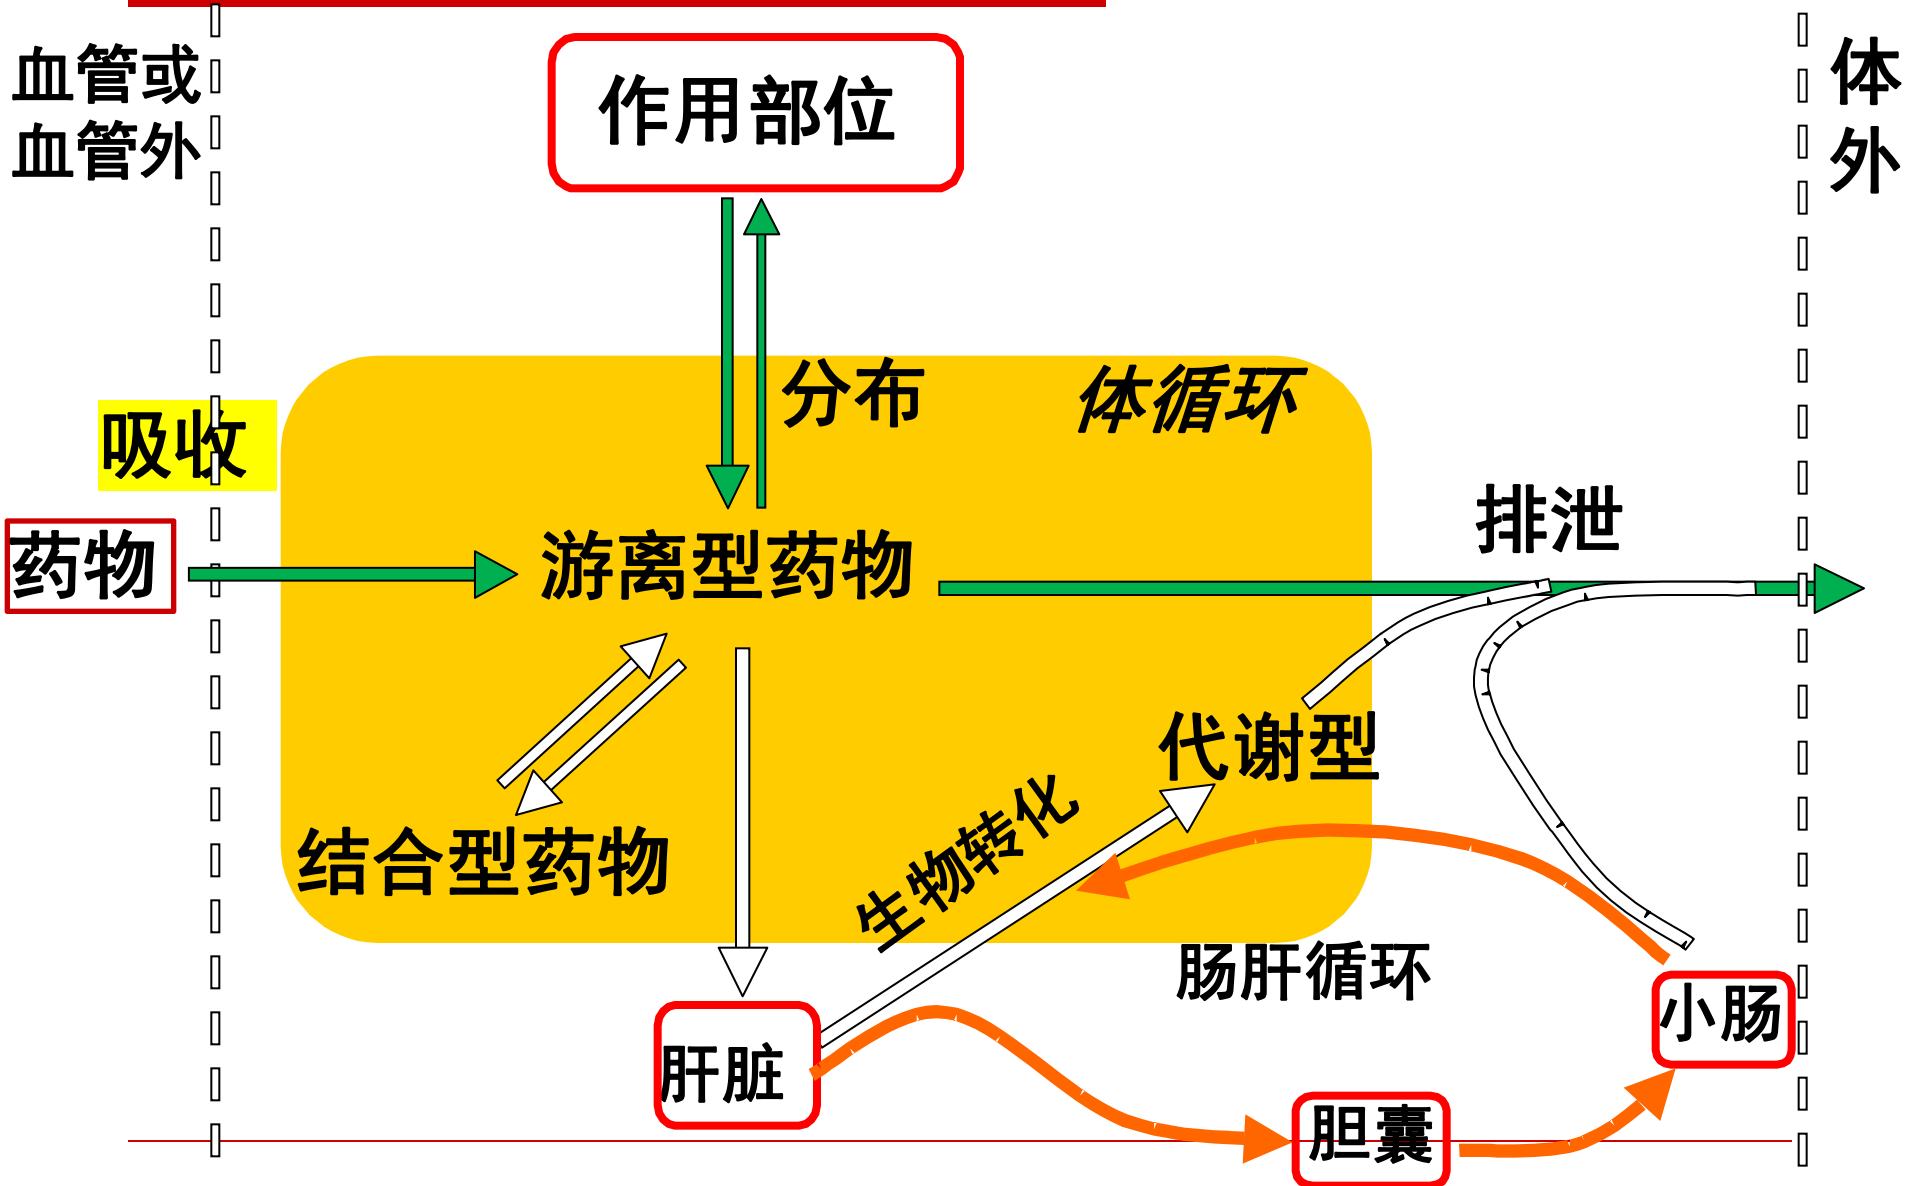 血管或
血管外
作用部位
体
外
分布
体循环
吸收
排泄
药物
游离型药物
代谢型
结合型药物
生物转化
肠肝循环
小肠
肝脏
胆囊